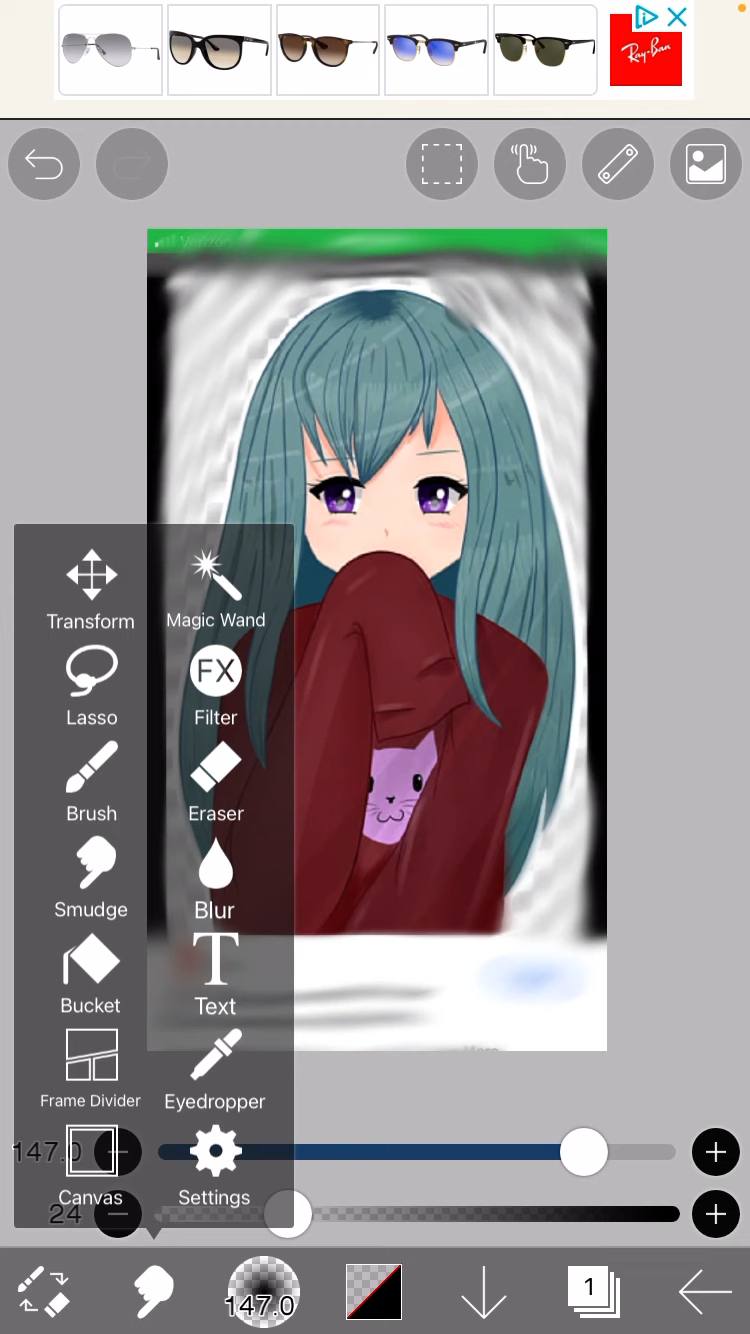 Ray-Ban
Transform
Magic Wand
FX
Lasso
Filter
Brush
Eraser
Smudge
Blur
T
Bucket
Text
Frame Divider
Eyedropper
147.0
Canvas
Settings
24
147.0
1